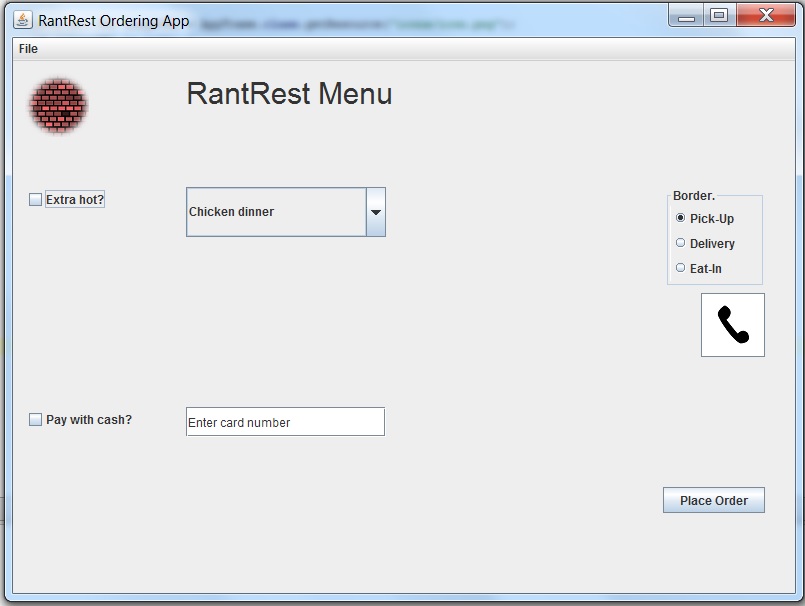 RantRest Ordering App
File
RantRest Menu
Extra hot?
Chicken dinner
Border.
Pick-Up
Delivery
Eat-In
Pay with cash?
Enter card number
Place Order